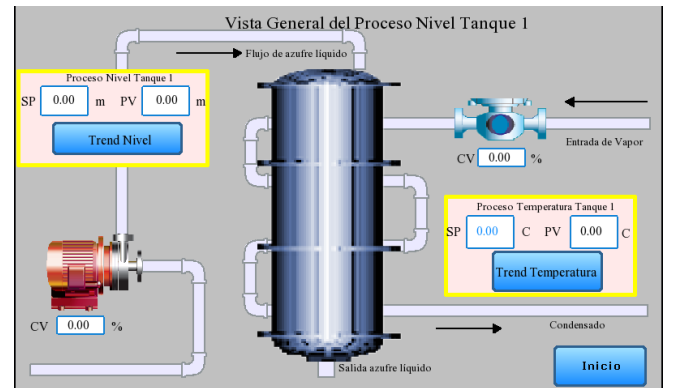 Vista General del Proceso Nivel Tanque 1
Flujo de azufre líquido
Proceso Nivel Tanque 1
SP 0.00 m PV 0.00 m
Trend Nivel
Entrada de Vapor
CV 0.00 %
Proceso Temperatura Tanque 1
SP 0.00 C PV 0.00 C
Trend Temperatura
CV 0.00 %
Condensado
Salida azufre líquido
Inicio